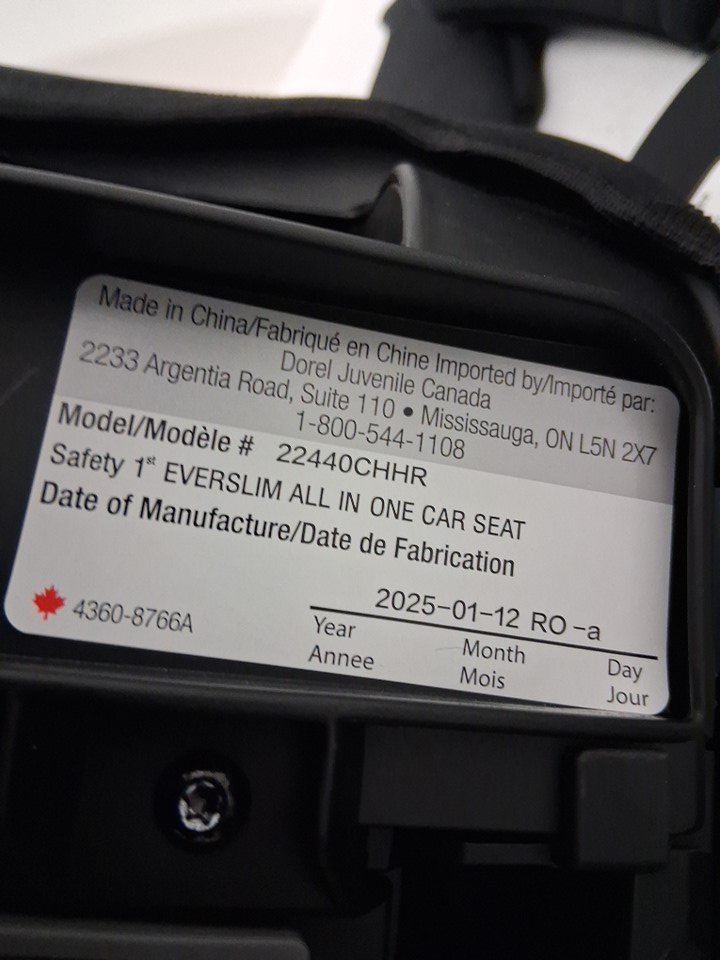 Made in China/Fabriqué en Chine Imported by/Importé par:
Dorel Juvenile Canada
2233 Argentia Road, Suite 110 • Mississauga, ON L5N 2X7
1-800-544-1108
Model/Modèle # 22440CHHR
Safety 1st EVERSLIM ALL IN ONE CAR SEAT
Date of Manufacture/Date de Fabrication
2025-01-12 RO-a
4360-8766A
Year Month Day
Annee Mois Jour